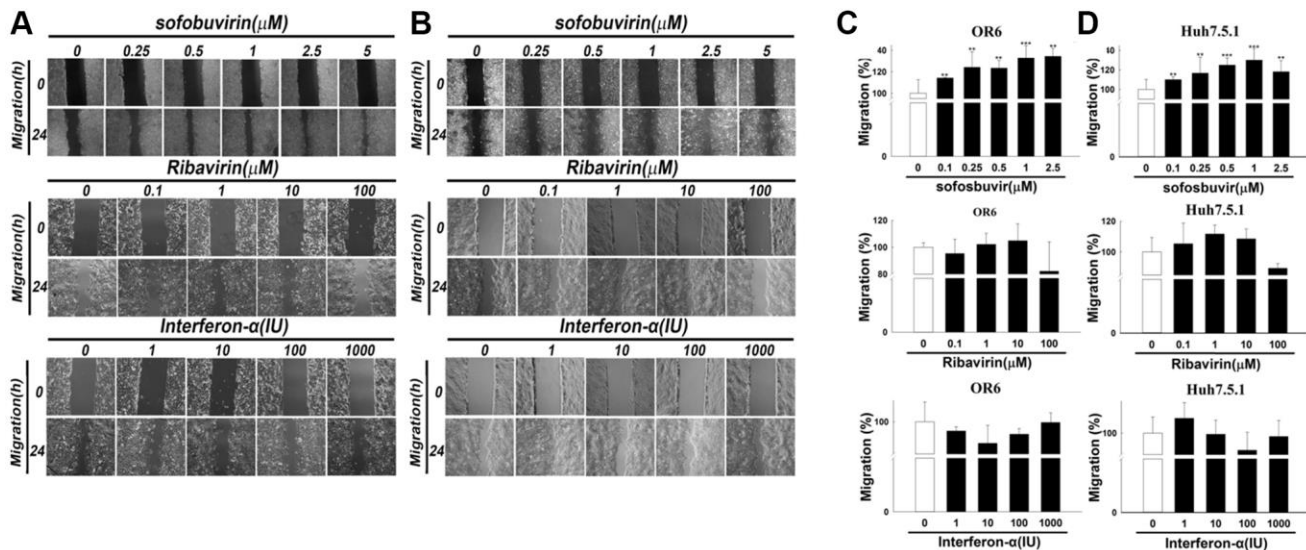 A
sofobuvirin(μM)
0 0.25 0.5 1 2.5 5
Migration(h)
0
24
Ribavirin(μM)
0 0.1 1 10 100
Migration(h)
0
24
Interferon-α(IU)
0 1 10 100 1000
Migration(h)
0
24
B
sofobuvirin(μM)
0 0.25 0.5 1 2.5 5
Migration(h)
0
24
Ribavirin(μM)
0 0.1 1 10 100
Migration(h)
0
24
Interferon-α(IU)
0 1 10 100 1000
Migration(h)
0
24
C
OR6
Migration (%)
40
120
100
0
** ** ** *** **
0 0.1 0.25 0.5 1 2.5
sofosbuvir(μM)
OR6
Migration (%)
120
100
80
0
0 0.1 1 10 100
Ribavirin(μM)
OR6
Migration (%)
100
0
0 1 10 100 1000
Interferon-α(IU)
D
Huh7.5.1
Migration (%)
40
120
100
0
** ** *** *** **
0 0.1 0.25 0.5 1 2.5
sofosbuvir(μM)
Huh7.5.1
Migration (%)
120
100
0
0 0.1 1 10 100
Ribavirin(μM)
Huh7.5.1
Migration (%)
100
0
0 1 10 100 1000
Interferon-α(IU)